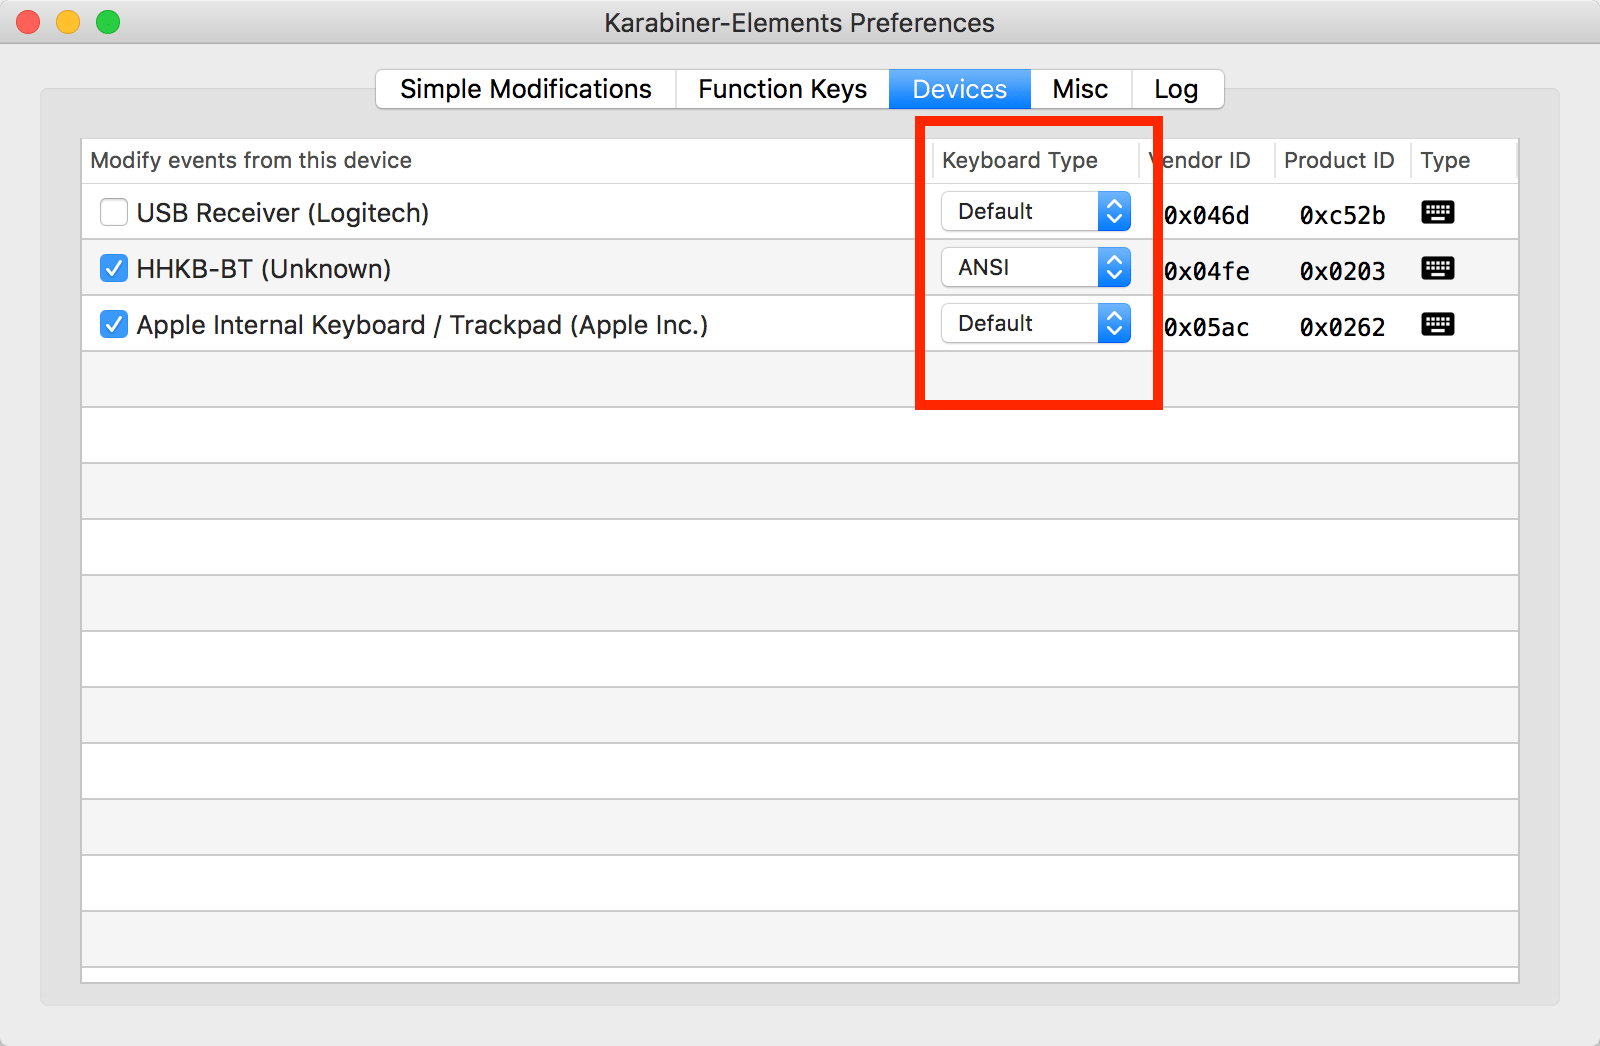 Karabiner-Elements Preferences
Simple Modifications Function Keys Devices Misc Log
Modify events from this device Keyboard Type Vendor ID Product ID Type
USB Receiver (Logitech) Default 0x046d 0xc52b
HHKB-BT (Unknown) ANSI 0x04fe 0x0203
Apple Internal Keyboard / Trackpad (Apple Inc.) Default 0x05ac 0x0262